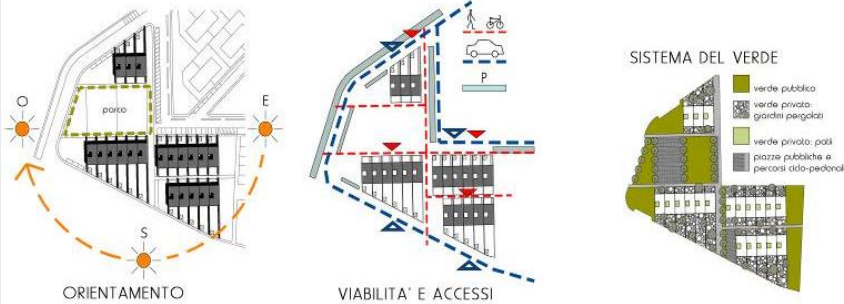 O
parco
E
S
ORIENTAMENTO
P
VIABILITA' E ACCESSI
SISTEMA DEL VERDE
verde pubblico
verde privato:
giardini pergolati
verde privato: patii
piazze pubbliche e
percorsi ciclo-pedonali